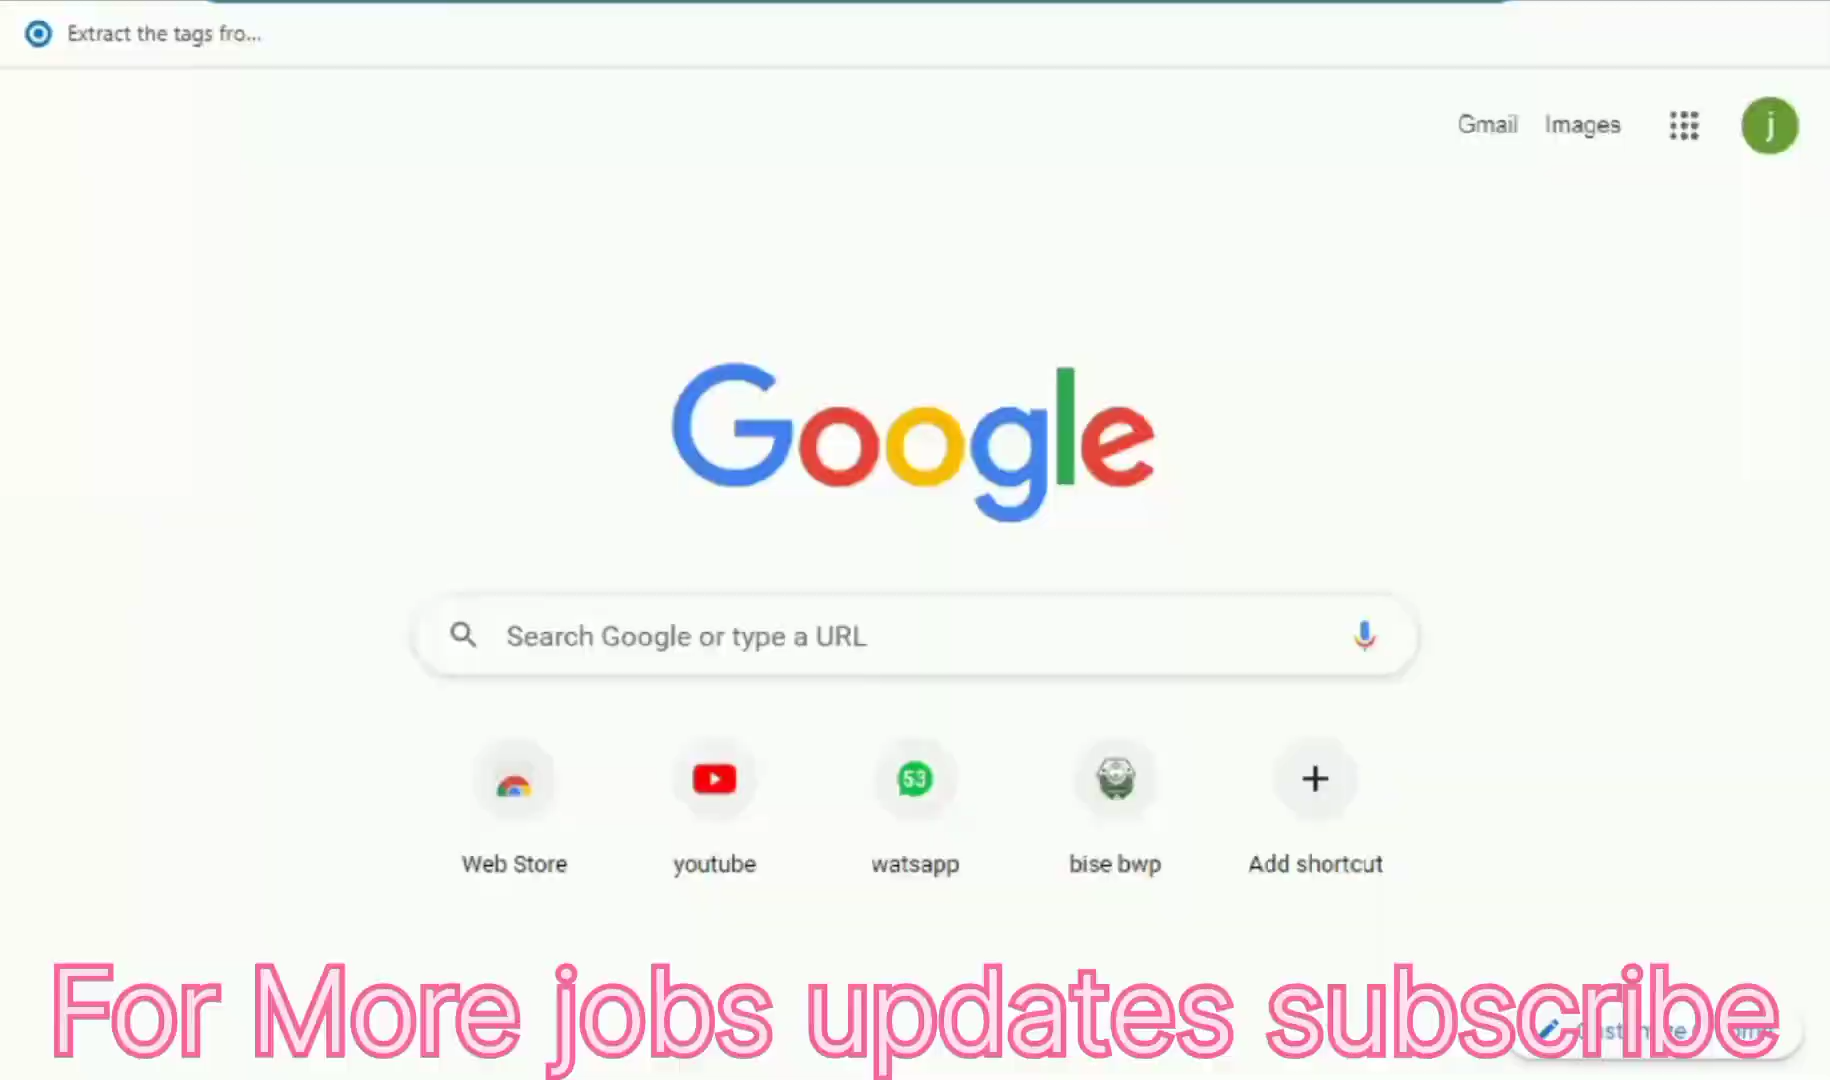 Extract the tags fro...
Gmail Images
j
Google
Search Google or type a URL
53
Web Store youtube watsapp bise bwp Add shortcut
For More jobs updates subscribe